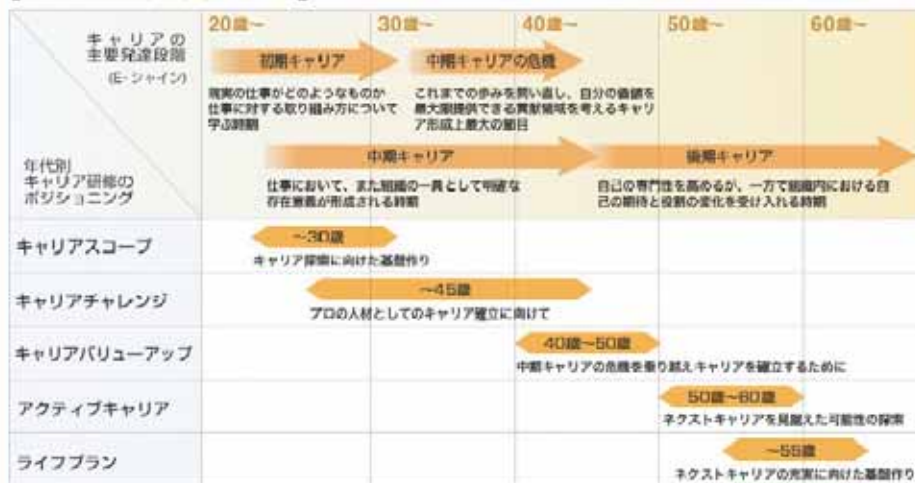 20歳～ 30歳～ 40歳～ 50歳～ 60歳～
キャリアの
主要発達段階
(E・シャイン)
初期キャリア
現実の仕事がどのようなものか
仕事に対する取り組み方について
学ぶ時期
中期キャリアの危機
これまでの歩みを問い直し、自分の価値を
最大限提供できる貢献領域を考えるキャリ
ア形成上最大の節目
中期キャリア
仕事において、また組織の一員として明確な
存在意義が形成される時期
後期キャリア
自己の専門性を高めるが、一方で組織内における自
己の期待と役割の変化を受け入れる時期
年代別
キャリア研修の
ポジショニング
キャリアスコープ
～30歳
キャリア探索に向けた基盤作り
キャリアチャレンジ
～45歳
プロの人材としてのキャリア確立に向けて
キャリアバリューアップ
40歳～50歳
中期キャリアの危機を乗り越えキャリアを確立するために
アクティブキャリア
50歳～60歳
ネクストキャリアを見据えた可能性の探索
ライフプラン
～55歳
ネクストキャリアの充実に向けた基盤作り